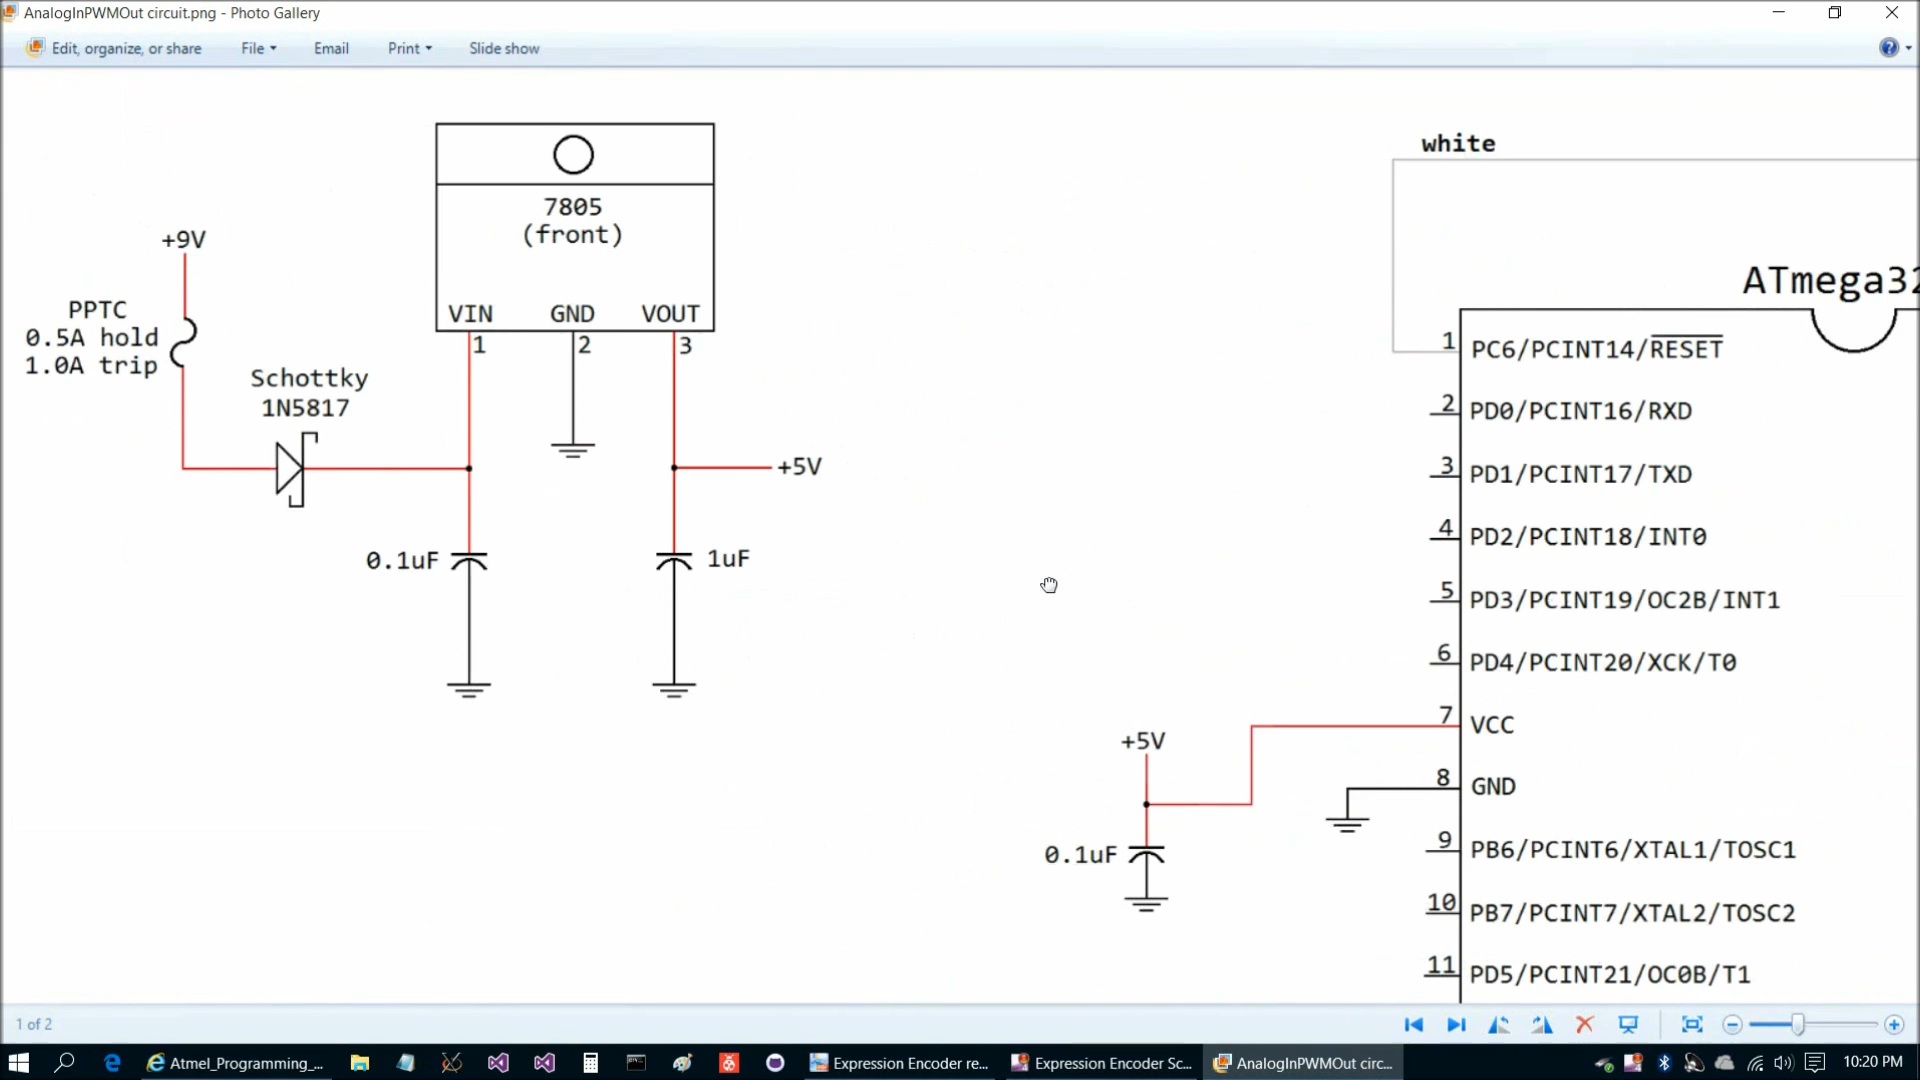 AnalogInPWMOut circuit.png - Photo Gallery
Edit, organize, or share
File
Email
Print
Slide show
+9V
PPTC
0.5A hold
1.0A trip
Schottky
1N5817
7805
(front)
VIN
GND
VOUT
1
2
3
+5V
0.1uF
1uF
white
ATmega32
1 PC6/PCINT14/RESET
2 PD0/PCINT16/RXD
3 PD1/PCINT17/TXD
4 PD2/PCINT18/INT0
5 PD3/PCINT19/OC2B/INT1
6 PD4/PCINT20/XCK/T0
7 VCC
8 GND
9 PB6/PCINT6/XTAL1/TOSC1
10 PB7/PCINT7/XTAL2/TOSC2
11 PD5/PCINT21/OC0B/T1
+5V
0.1uF
1 of 2
Atmel_Programming_...
Expression Encoder re...
Expression Encoder Sc...
AnalogInPWMOut circ...
10:20 PM